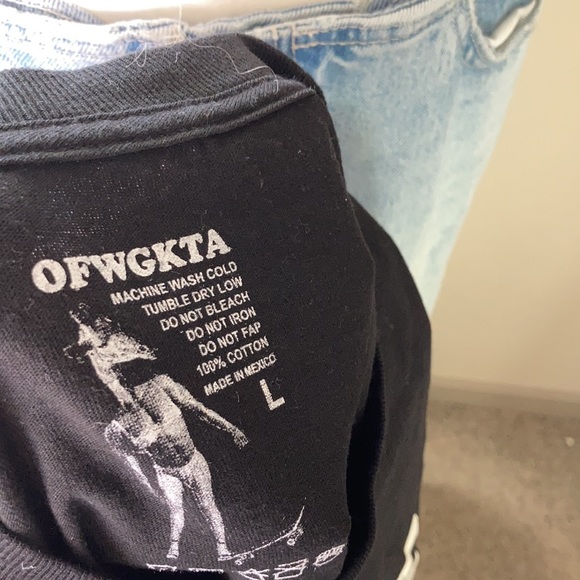 OFWGKTA
MACHINE WASH COLD
TUMBLE DRY LOW
DO NOT BLEACH
DO NOT IRON
DO NOT FAP
100% COTTON
MADE IN MEXICO
L